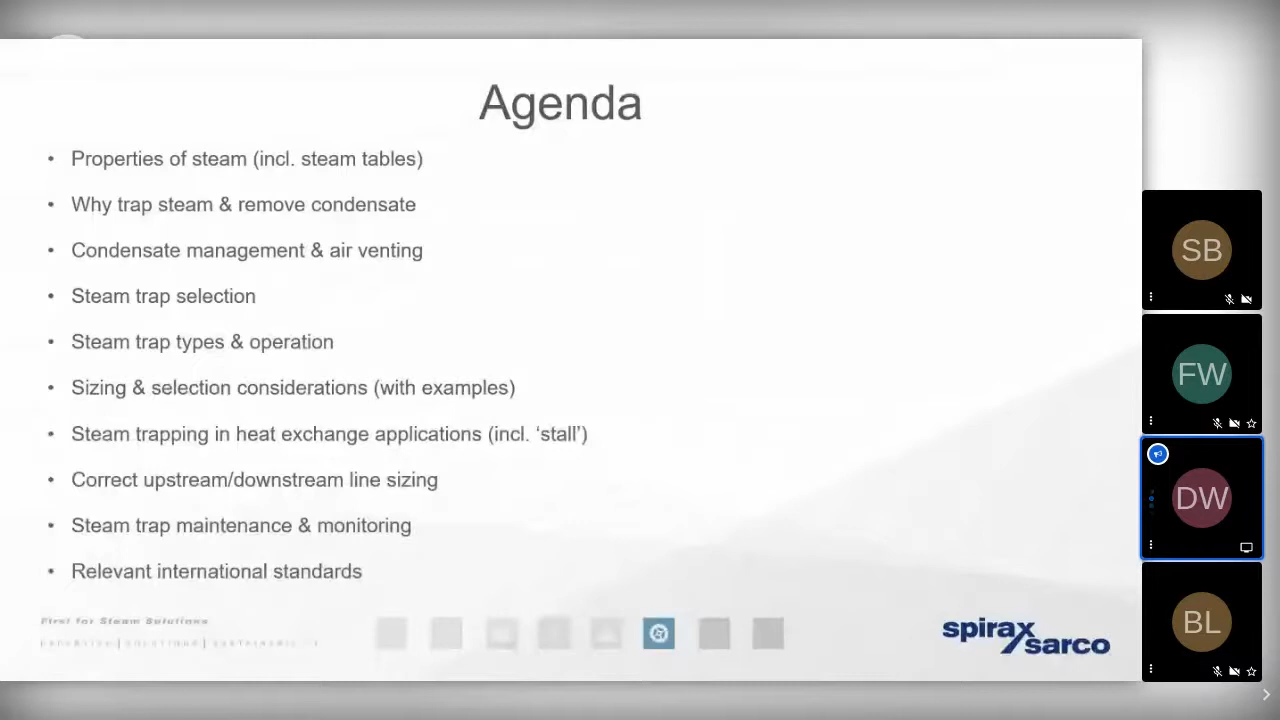 Agenda
• Properties of steam (incl. steam tables)
• Why trap steam & remove condensate
• Condensate management & air venting
• Steam trap selection
• Steam trap types & operation
• Sizing & selection considerations (with examples)
• Steam trapping in heat exchange applications (incl. ‘stall’)
• Correct upstream/downstream line sizing
• Steam trap maintenance & monitoring
• Relevant international standards
First for Steam Solutions
spirax
sarco
SB
FW
DW
BL